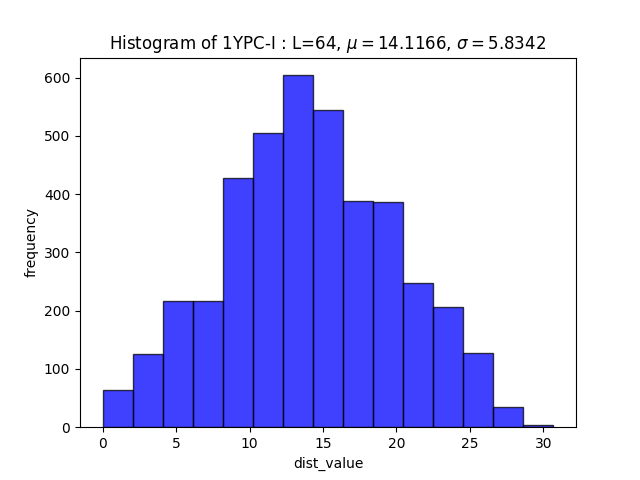 Histogram of 1YPC-I : L=64, μ = 14.1166, σ = 5.8342
600
500
400
300
200
100
0
frequency
0 5 10 15 20 25 30
dist_value